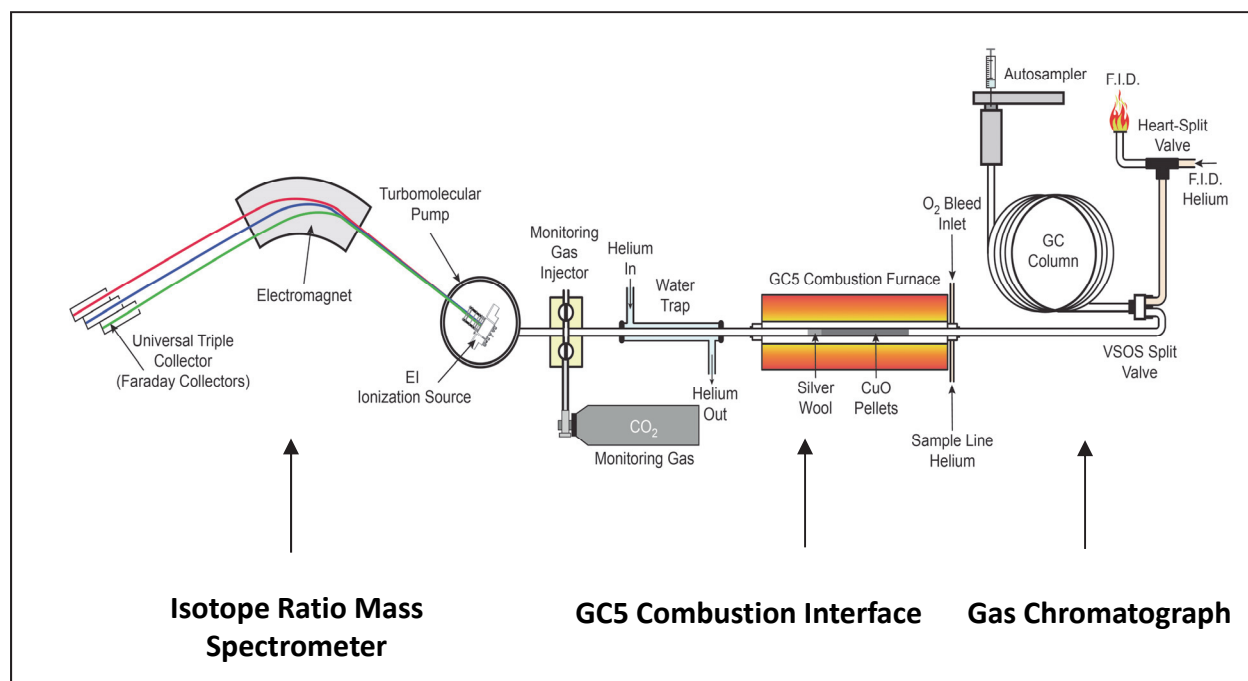 Autosampler
F.I.D.
Heart-Split
Valve
F.I.D.
Helium
O2 Bleed
Inlet
GC
Column
VSOS Split
Valve
Turbomolecular
Pump
Monitoring
Gas
Injector
Helium
In
Water
Trap
GC5 Combustion Furnace
Electromagnet
Universal Triple
Collector
(Faraday Collectors)
EI
Ionization Source
Helium
Out
CO2
Monitoring Gas
Silver
Wool
CuO
Pellets
Sample Line
Helium
Isotope Ratio Mass
Spectrometer
GC5 Combustion Interface
Gas Chromatograph